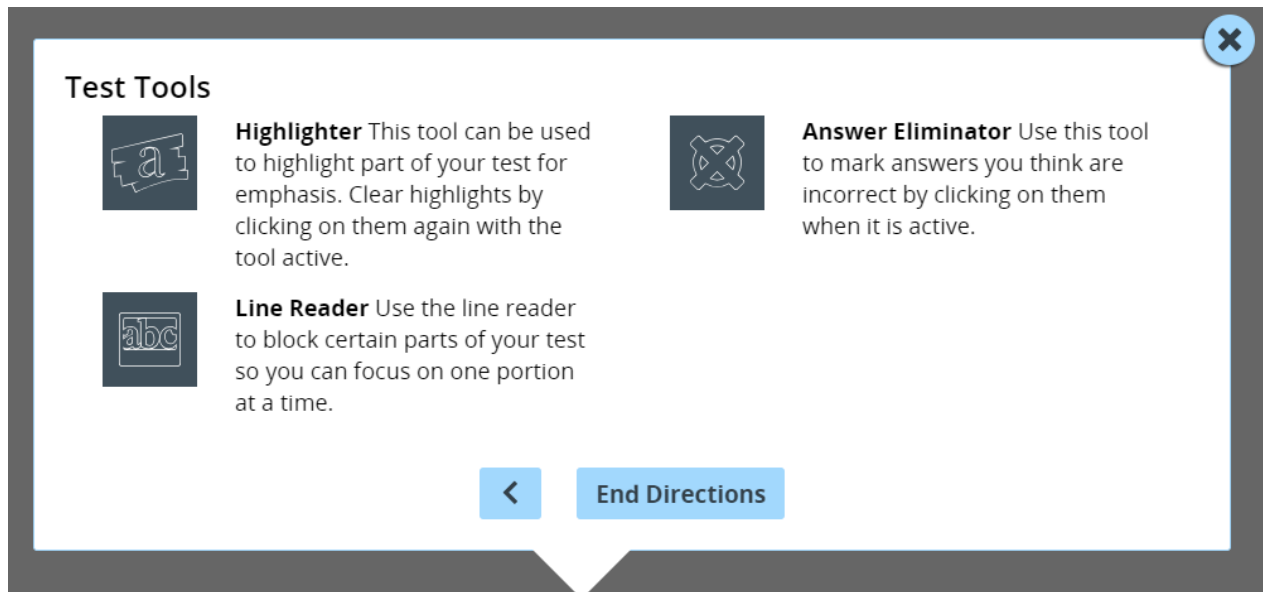 Test Tools
a
Highlighter This tool can be used
to highlight part of your test for
emphasis. Clear highlights by
clicking on them again with the
tool active.
Answer Eliminator Use this tool
to mark answers you think are
incorrect by clicking on them
when it is active.
abc
Line Reader Use the line reader
to block certain parts of your test
so you can focus on one portion
at a time.
End Directions